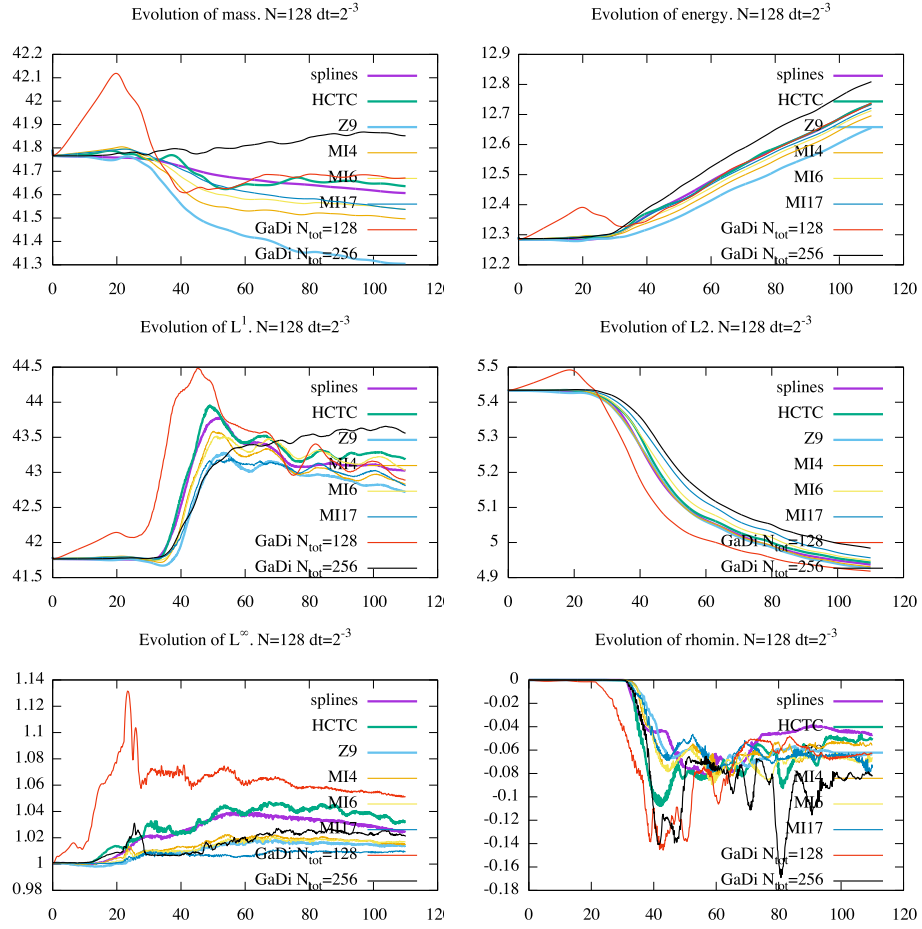 Evolution of mass. N=128 dt=2^-3
42.2
42.1
42
41.9
41.8
41.7
41.6
41.5
41.4
41.3
0 20 40 60 80 100 120
splines
HCTC
Z9
MI4
MI6
MI17
GaDi N_tot=128
GaDi N_tot=256
Evolution of energy. N=128 dt=2^-3
12.9
12.8
12.7
12.6
12.5
12.4
12.3
12.2
0 20 40 60 80 100 120
splines
HCTC
Z9
MI4
MI6
MI17
GaDi N_tot=128
GaDi N_tot=256
Evolution of L^1. N=128 dt=2^-3
44.5
44
43.5
43
42.5
42
41.5
0 20 40 60 80 100 120
splines
HCTC
Z9
MI4
MI6
MI17
GaDi N_tot=128
GaDi N_tot=256
Evolution of L2. N=128 dt=2^-3
5.4
5.3
5.2
5.1
5
4.9
0 20 40 60 80 100 120
splines
HCTC
Z9
MI4
MI6
MI17
GaDi N_tot=128
GaDi N_tot=256
Evolution of L^∞. N=128 dt=2^-3
1.14
1.12
1.1
1.08
1.06
1.04
1.02
1
0.98
0 20 40 60 80 100 120
splines
HCTC
Z9
MI4
MI6
MI17
GaDi N_tot=128
GaDi N_tot=256
Evolution of rhomin. N=128 dt=2^-3
-0
-0.02
-0.04
-0.06
-0.08
-0.1
-0.12
-0.14
-0.16
-0.18
0 20 40 60 80 100 120
splines
HCTC
Z9
MI4
MI6
MI17
GaDi N_tot=128
GaDi N_tot=256